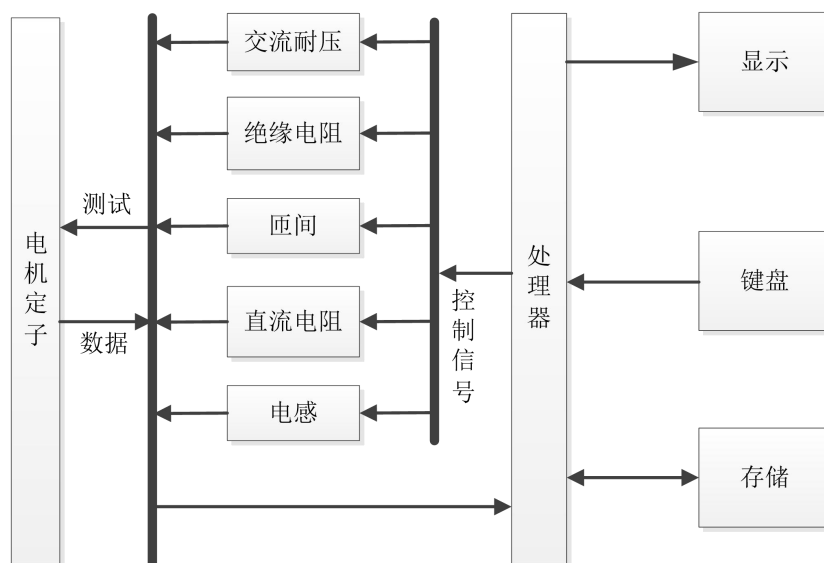 交流耐压
显示
绝缘电阻
测试
匝间
电机定子
处理器
键盘
控制信号
直流电阻
数据
电感
存储